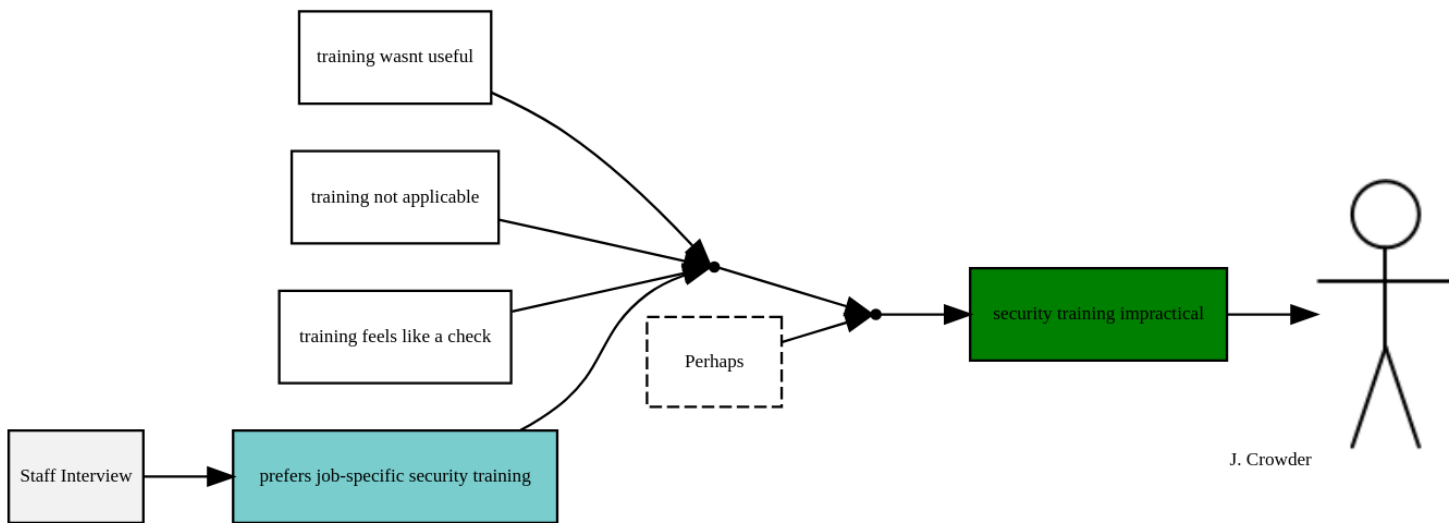 training wasnt useful
training not applicable
training feels like a check
Perhaps
security training impractical
Staff Interview
prefers job-specific security training
J. Crowder